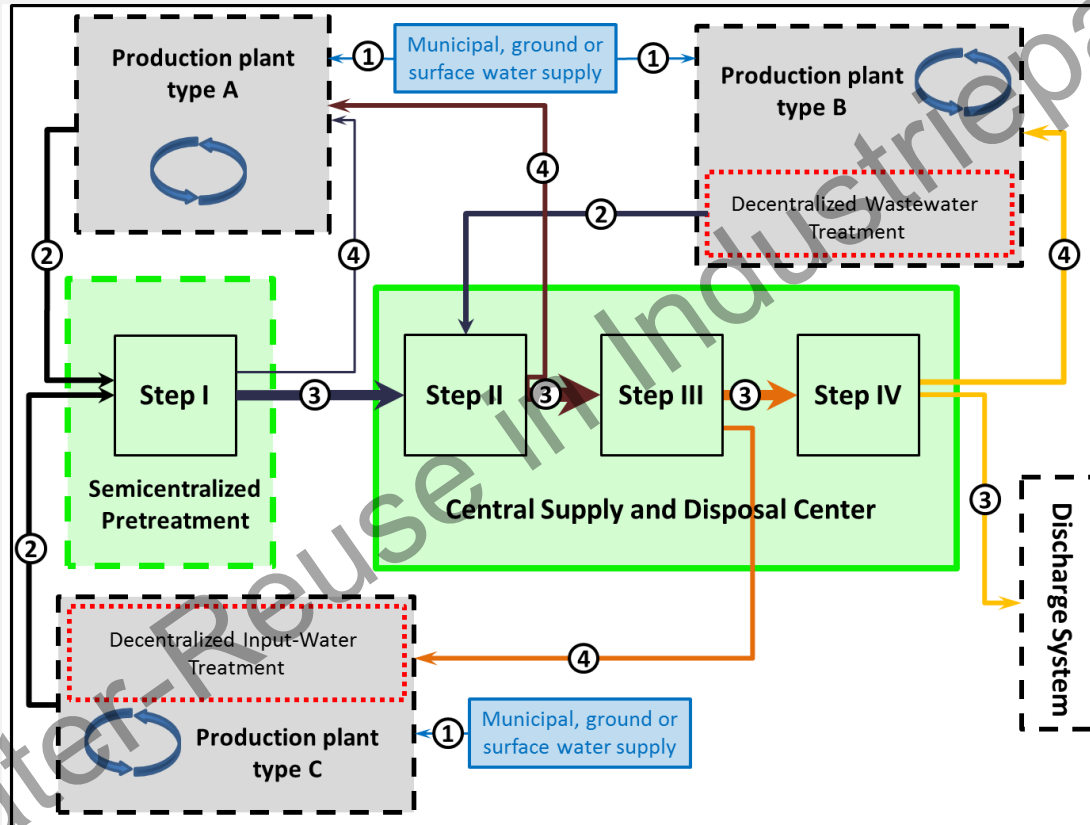 Production plant
type A
1
Municipal, ground or
surface water supply
1
Production plant
type B
4
2
Decentralized Wastewater
Treatment
2
4
4
Step I
3
Step II
3
Step III
3
Step IV
Semicentralized
Pretreatment
Central Supply and Disposal Center
3
Discharge System
2
Decentralized Input-Water
Treatment
4
Production plant
type C
1
Municipal, ground or
surface water supply
ater-Reuse in Industriepa